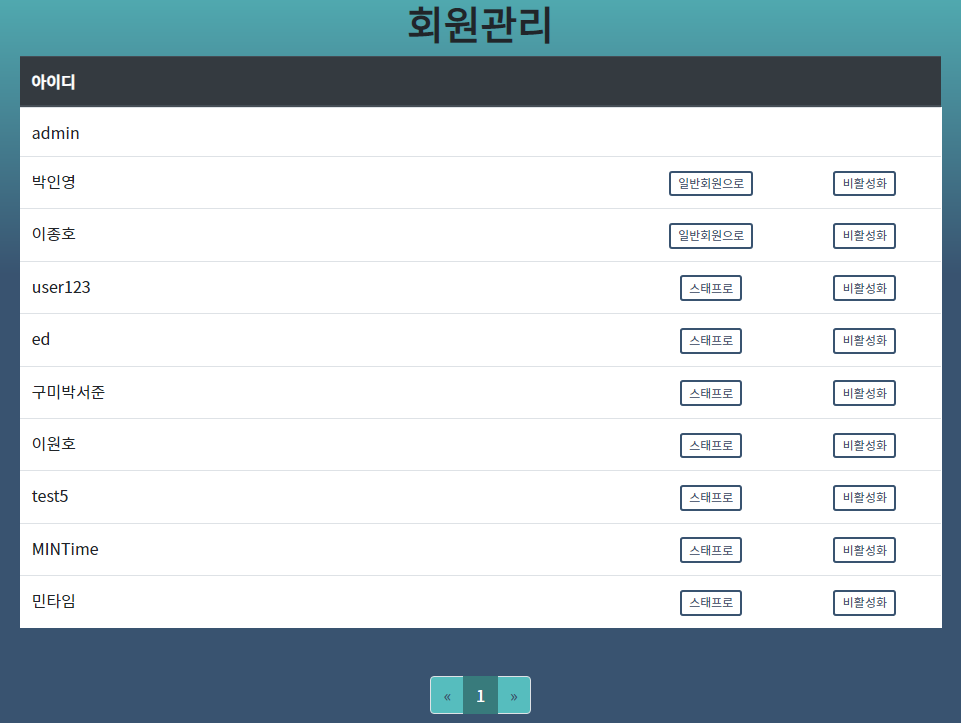 회원관리
아이디
admin
박인영 일반회원으로 비활성화
이종호 일반회원으로 비활성화
user123 스태프로 비활성화
ed 스태프로 비활성화
구미박서준 스태프로 비활성화
이원호 스태프로 비활성화
test5 스태프로 비활성화
MINTime 스태프로 비활성화
민타임 스태프로 비활성화
« 1 »